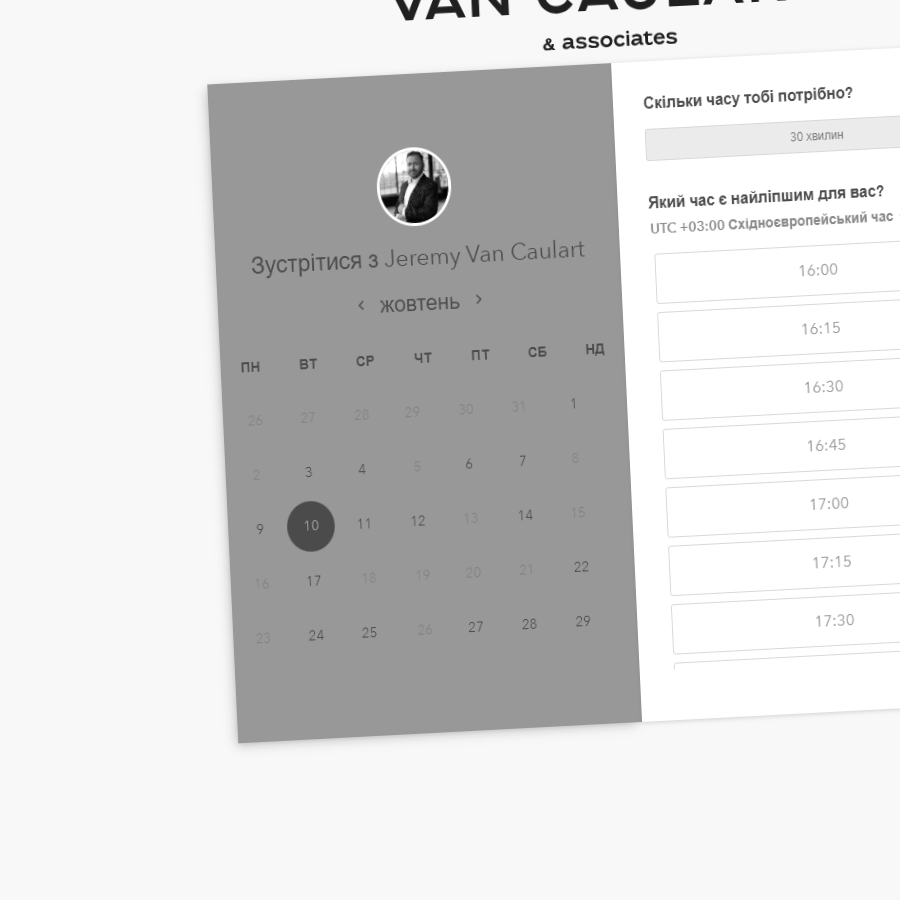 VAN CAULAR
& associates
Зустрітися з Jeremy Van Caulart
‹ жовтень ›
ПН ВТ СР ЧТ ПТ СБ НД
26 27 28 29 30 31 1
2 3 4 5 6 7 8
9 10 11 12 13 14 15
16 17 18 19 20 21 22
23 24 25 26 27 28 29
Скільки часу тобі потрібно?
30 хвилин
Який час є найліпшим для вас?
UTC +03:00 Східноєвропейський час
16:00
16:15
16:30
16:45
17:00
17:15
17:30